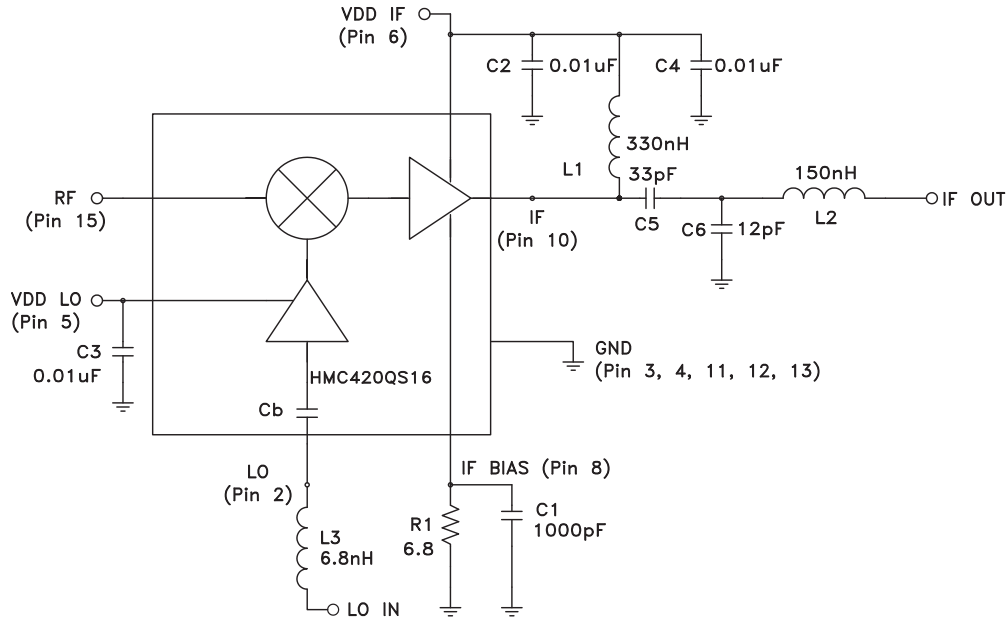 VDD IF
(Pin 6)
C2
0.01uF
C4
0.01uF
330nH
L1
33pF
150nH
RF
(Pin 15)
IF
(Pin 10)
C5
C6
12pF
L2
IF OUT
VDD LO
(Pin 5)
C3
0.01uF
GND
(Pin 3, 4, 11, 12, 13)
HMC420QS16
Cb
LO
(Pin 2)
IF BIAS (Pin 8)
R1
6.8
C1
1000pF
L3
6.8nH
LO IN